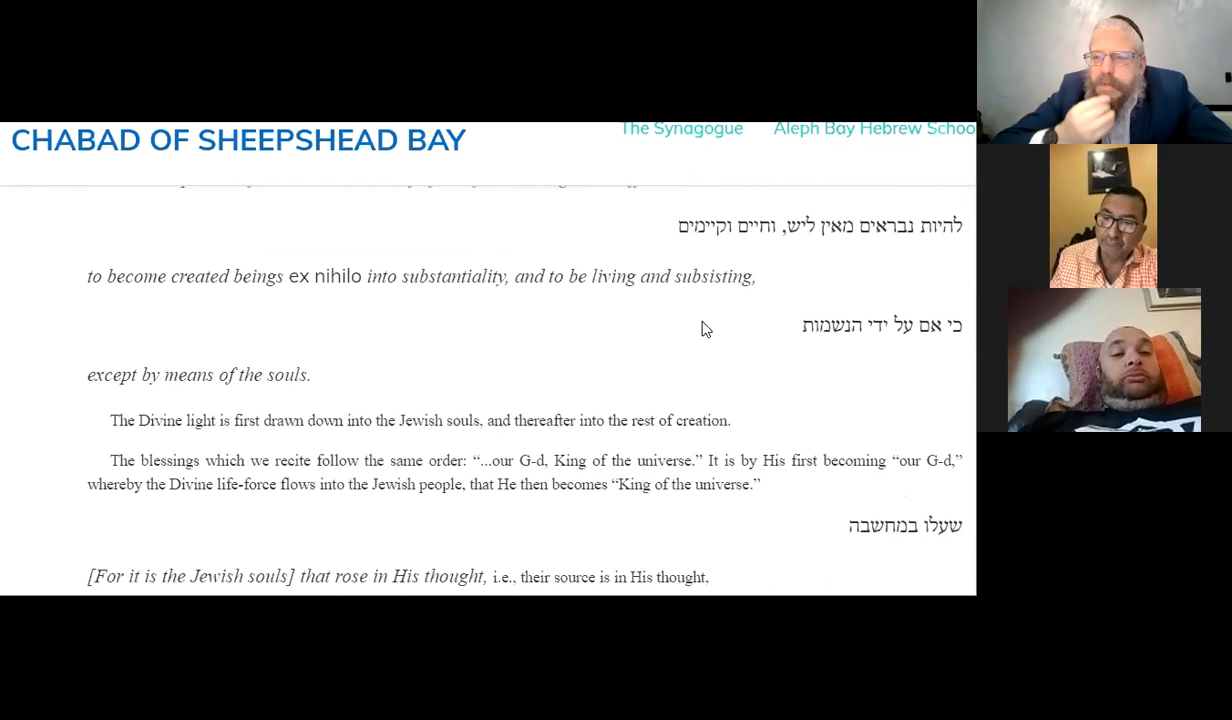 CHABAD OF SHEEPSHEAD BAY
The Synagogue Aleph Bay Hebrew Schoo
להיות נבראים מאין ליש, וחיים וקיימים
to become created beings ex nihilo into substantiality, and to be living and subsisting,
כי אם על ידי הנשמות
except by means of the souls.
The Divine light is first drawn down into the Jewish souls, and thereafter into the rest of creation.
The blessings which we recite follow the same order: “...our G-d, King of the universe.” It is by His first becoming “our G-d,”
whereby the Divine life-force flows into the Jewish people, that He then becomes “King of the universe.”
שעלו במחשבה
[For it is the Jewish souls] that rose in His thought, i.e., their source is in His thought,